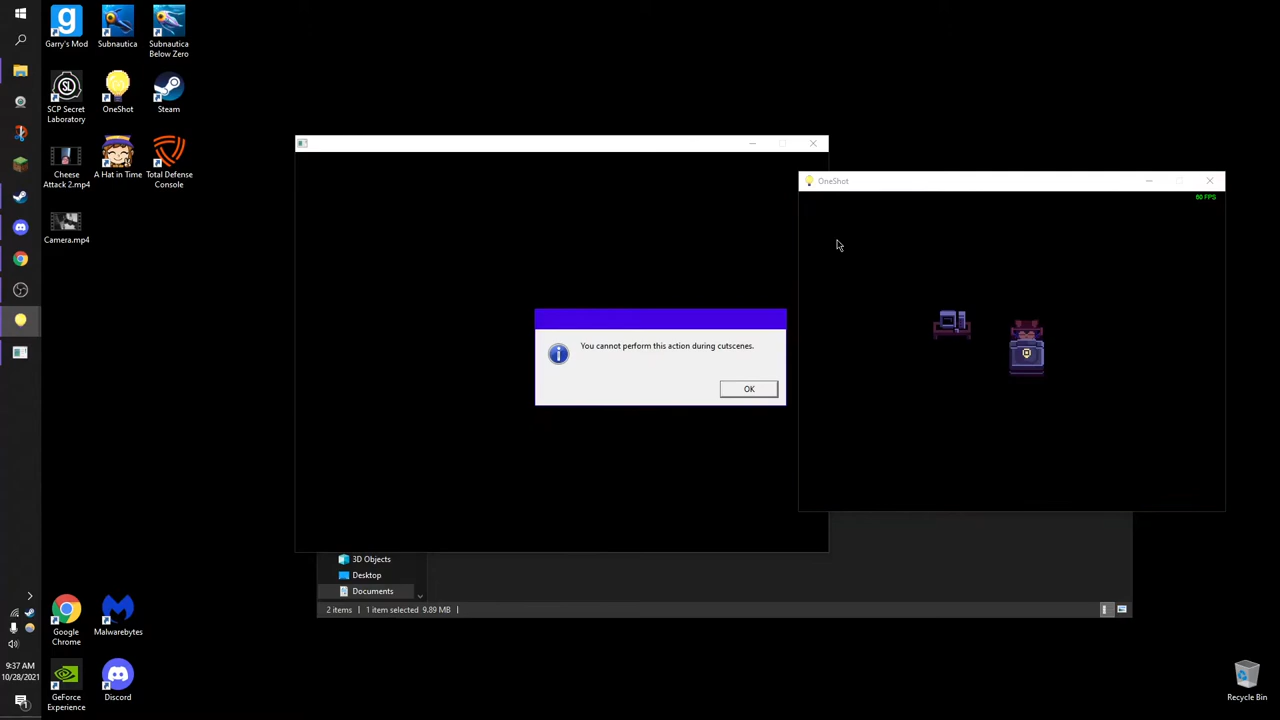 Garry's Mod
Subnautica
Subnautica
Below Zero
SCP Secret
Laboratory
OneShot
Steam
Cheese
Attack 2.mp4
A Hat in Time
Total Defense
Console
Camera.mp4
OneShot
60 FPS
You cannot perform this action during cutscenes.
OK
3D Objects
Desktop
Documents
2 items
1 item selected 9.89 MB
Google
Chrome
Malwarebytes
GeForce
Experience
Discord
9:37 AM
10/28/2021
1
Recycle Bin